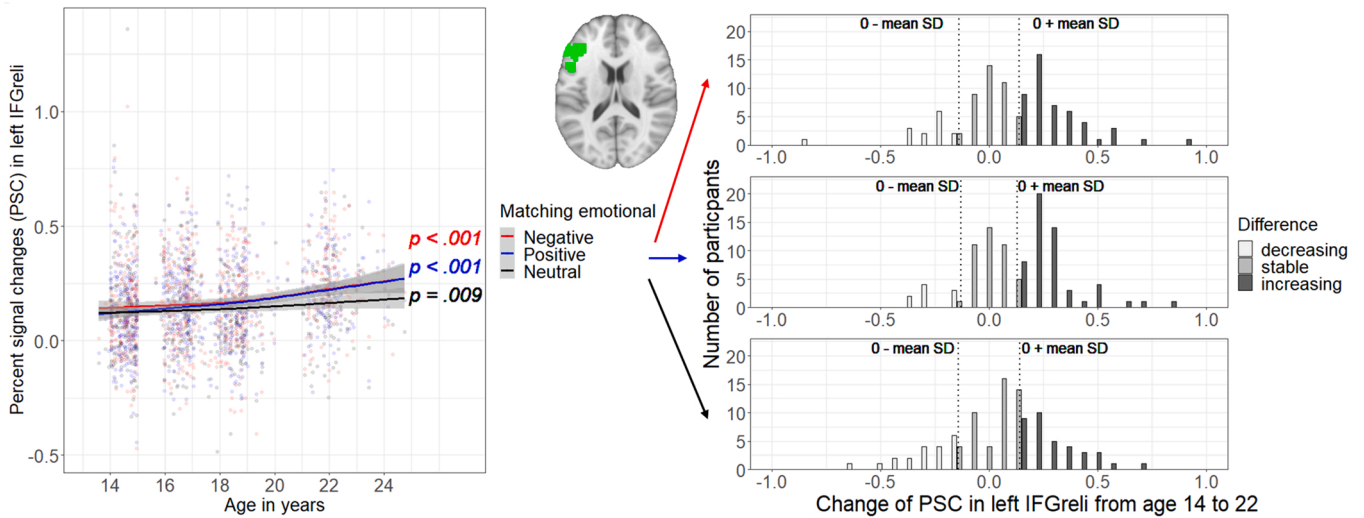 Percent signal changes (PSC) in left IFGreli
1.0
0.5
0.0
-0.5
p < .001
p < .001
p = .009
14 16 18 20 22 24
Age in years
Matching emotional
Negative
Positive
Neutral
Number of particpants
0 - mean SD 0 + mean SD
20
15
10
5
0
-1.0 -0.5 0.0 0.5 1.0
0 - mean SD 0 + mean SD
20
15
10
5
0
-1.0 -0.5 0.0 0.5 1.0
0 - mean SD 0 + mean SD
20
15
10
5
0
-1.0 -0.5 0.0 0.5 1.0
Change of PSC in left IFGreli from age 14 to 22
Difference
decreasing
stable
increasing